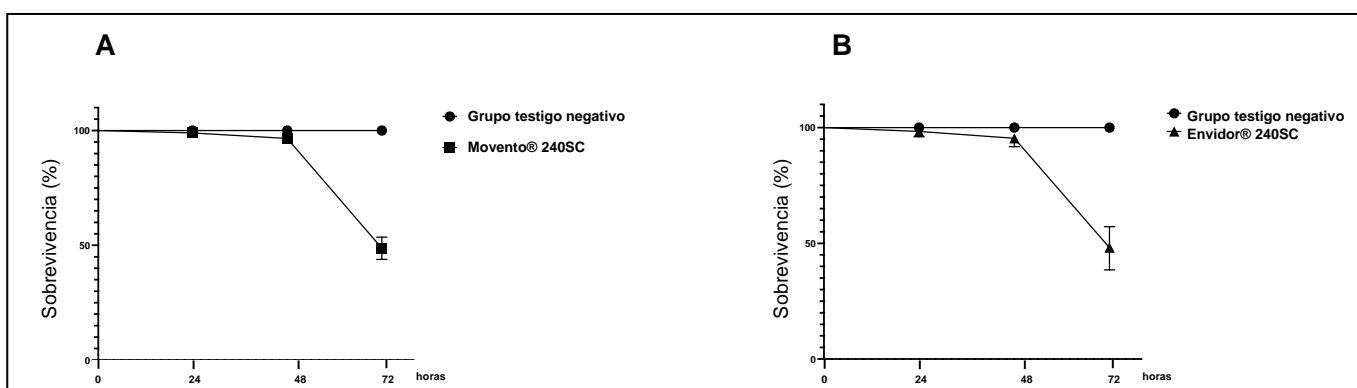 A
Grupo testigo negativo
Movento® 240SC
Sobrevivencia (%)
100
50
0
0 24 48 72 horas
B
Grupo testigo negativo
Envidor® 240SC
Sobrevivencia (%)
100
50
0
0 24 48 72 horas